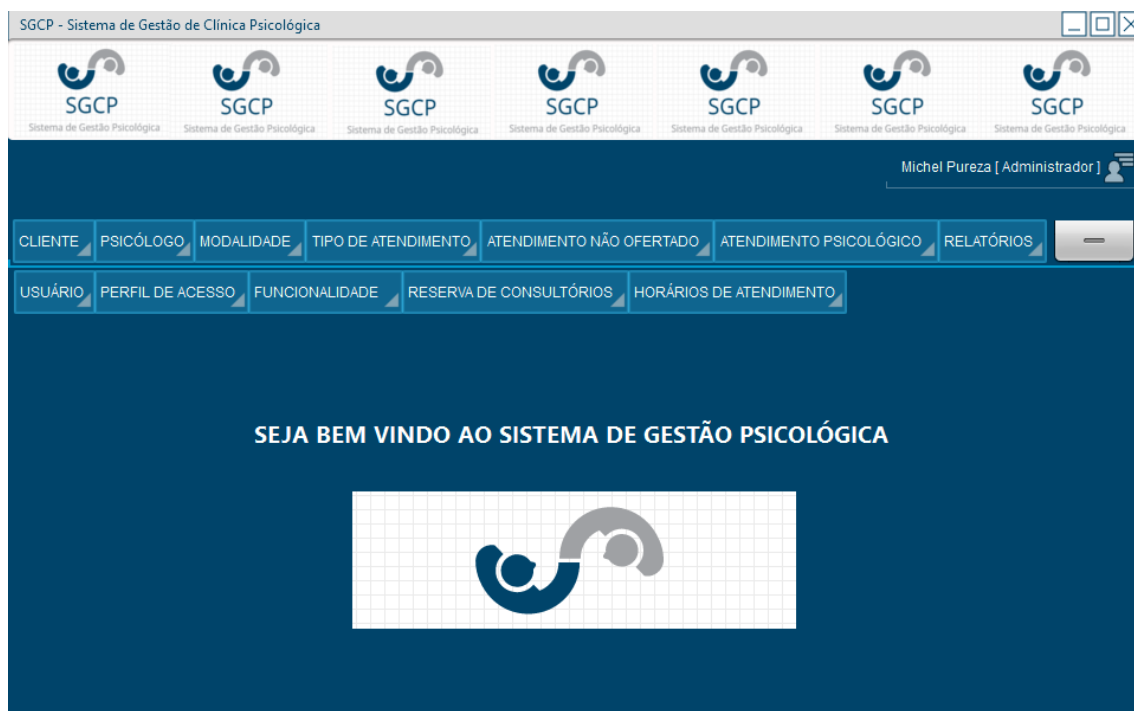 SGCP - Sistema de Gestão de Clínica Psicológica
SGCP SGCP SGCP SGCP SGCP SGCP SGCP
Sistema de Gestão Psicológica Sistema de Gestão Psicológica Sistema de Gestão Psicológica Sistema de Gestão Psicológica Sistema de Gestão Psicológica Sistema de Gestão Psicológica Sistema de Gestão Psicológica
Michel Pureza [ Administrador ]
CLIENTE PSICÓLOGO MODALIDADE TIPO DE ATENDIMENTO ATENDIMENTO NÃO OFERTADO ATENDIMENTO PSICOLÓGICO RELATÓRIOS
USUÁRIO PERFIL DE ACESSO FUNCIONALIDADE RESERVA DE CONSULTÓRIOS HORÁRIOS DE ATENDIMENTO
SEJA BEM VINDO AO SISTEMA DE GESTÃO PSICOLÓGICA